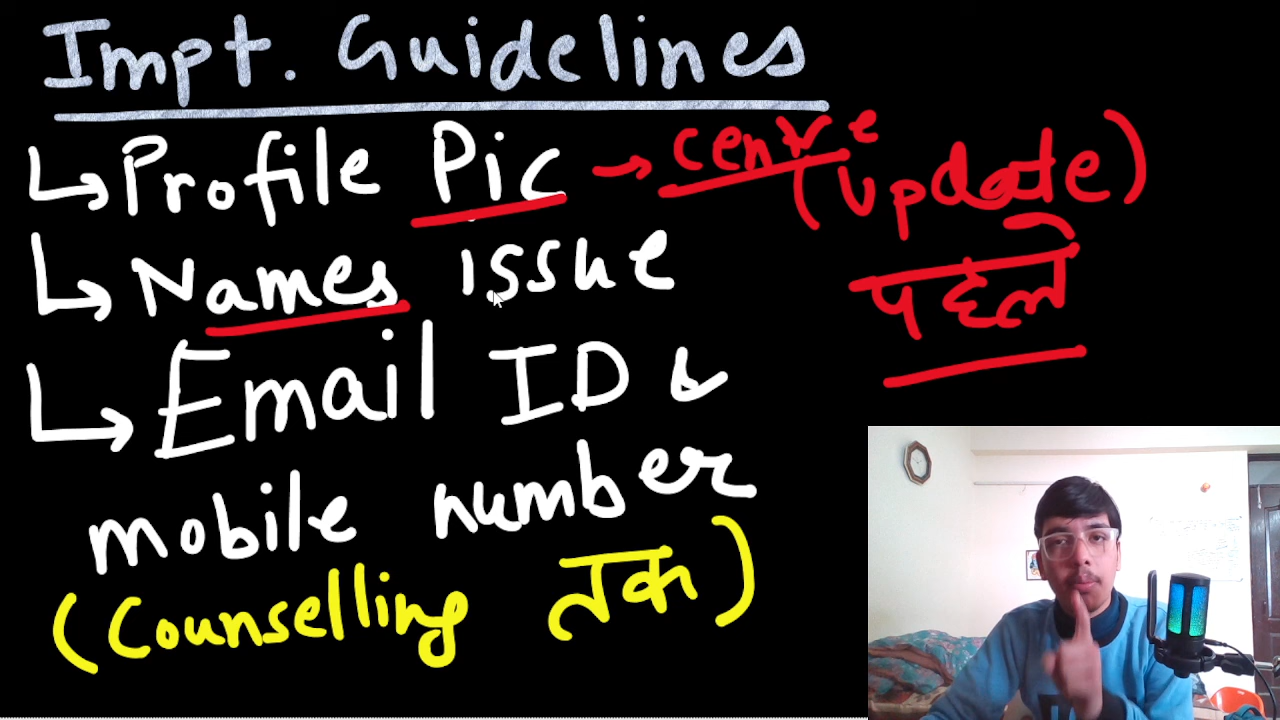 Impt. Guidelines
↳ Profile Pic → centre
(Update)
पहले
↳ Names issue
↳ Email ID &
mobile number
(Counselling तक)